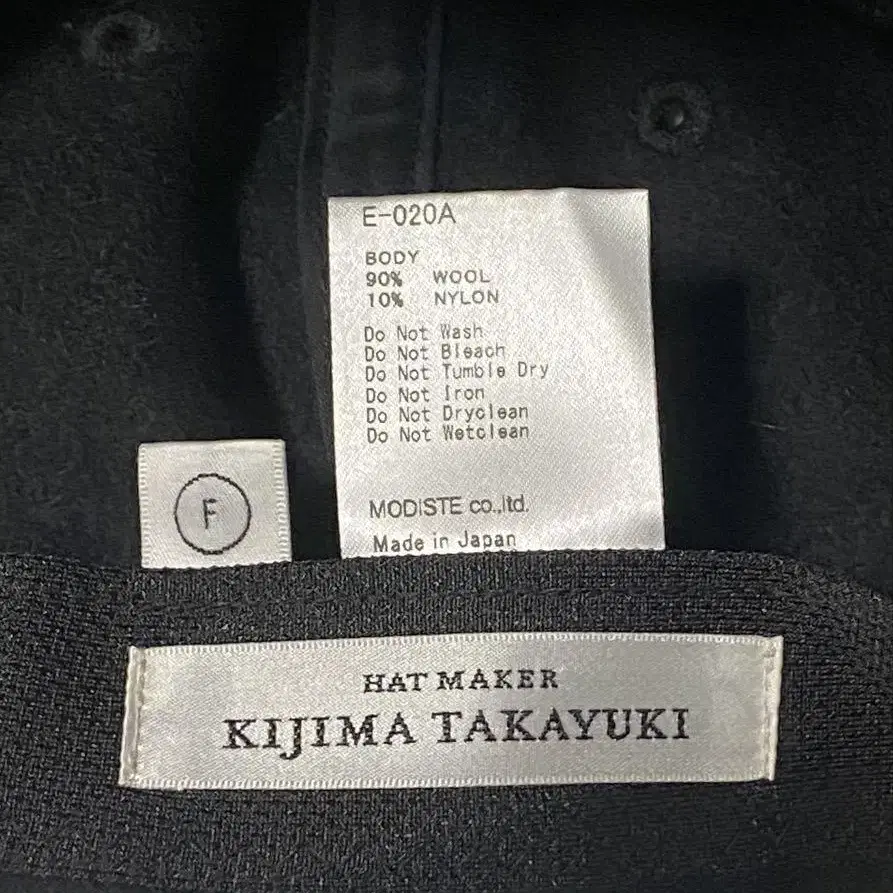 E-020A
BODY
90% WOOL
10% NYLON
Do Not Wash
Do Not Bleach
Do Not Tumble Dry
Do Not Iron
Do Not Dryclean
Do Not Wetclean
MODISTE co.,ltd.
Made in Japan
F
HAT MAKER
KIJIMA TAKAYUKI